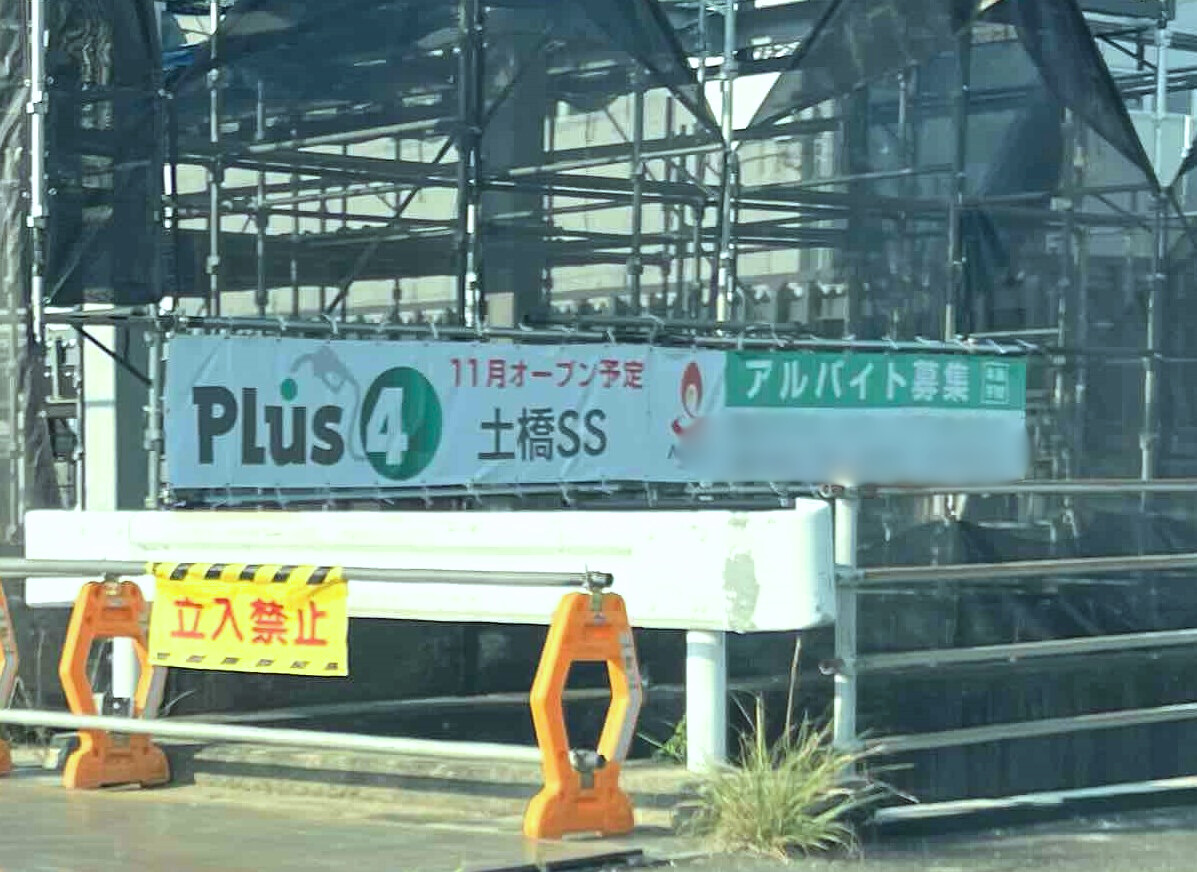 11月オープン予定
Plus 4
土橋SS
アルバイト募集
立入禁止